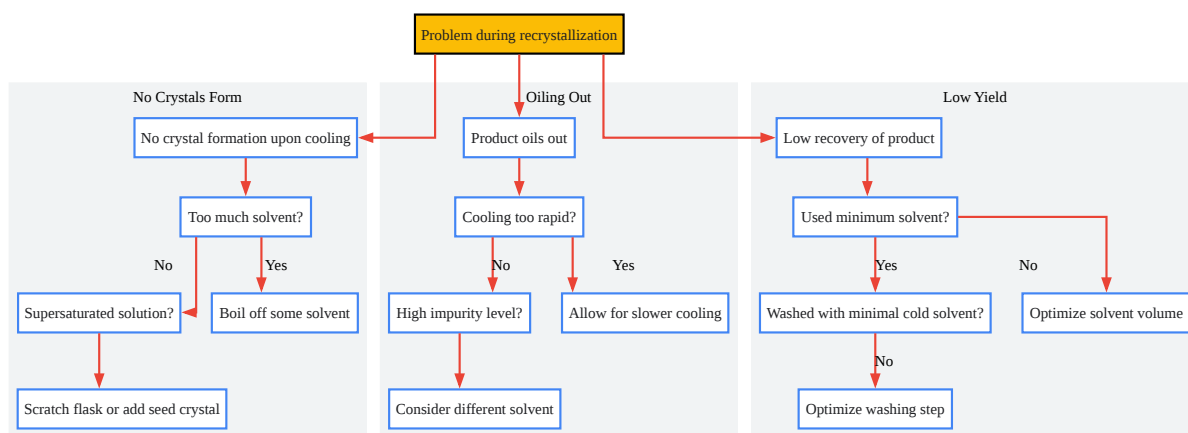 Problem during recrystallization
No Crystals Form
Oiling Out
Low Yield
No crystal formation upon cooling
Product oils out
Low recovery of product
Too much solvent?
Cooling too rapid?
Used minimum solvent?
No
Yes
No
Yes
Yes
No
Supersaturated solution?
Boil off some solvent
High impurity level?
Allow for slower cooling
Washed with minimal cold solvent?
Optimize solvent volume
No
Scratch flask or add seed crystal
Consider different solvent
Optimize washing step